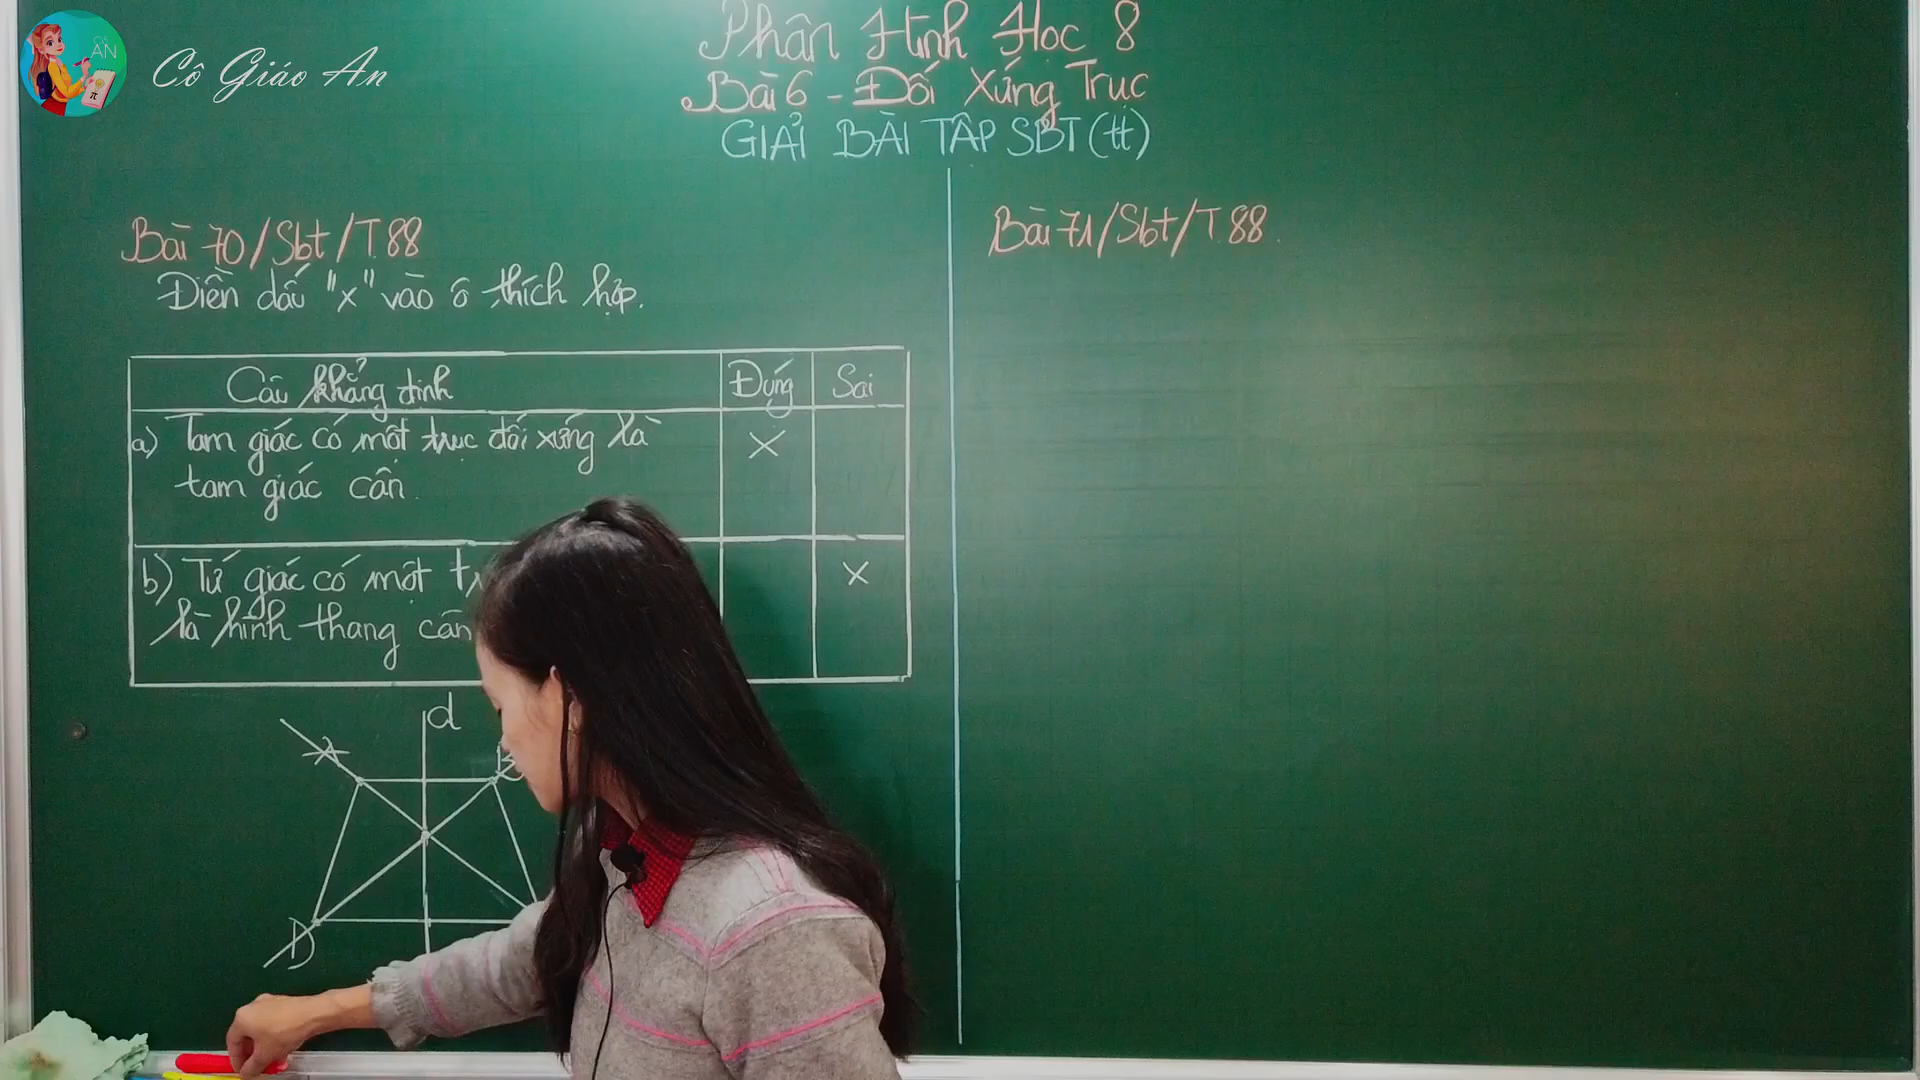 Cô Giáo An
CÔ
AN
π
Phần Hình Học 8
Bài 6 - Đối Xứng Trục
GIẢI BÀI TẬP SBT (tt)
Bài 70/Sbt/T.88
Điền dấu "x" vào ô thích hợp.
Câu khẳng định Đúng Sai
a) Tam giác có một trục đối xứng là x
tam giác cân.
b) Tứ giác có một x
là hình thang cân
d
A
B
D
Bài 71/Sbt/T.88.